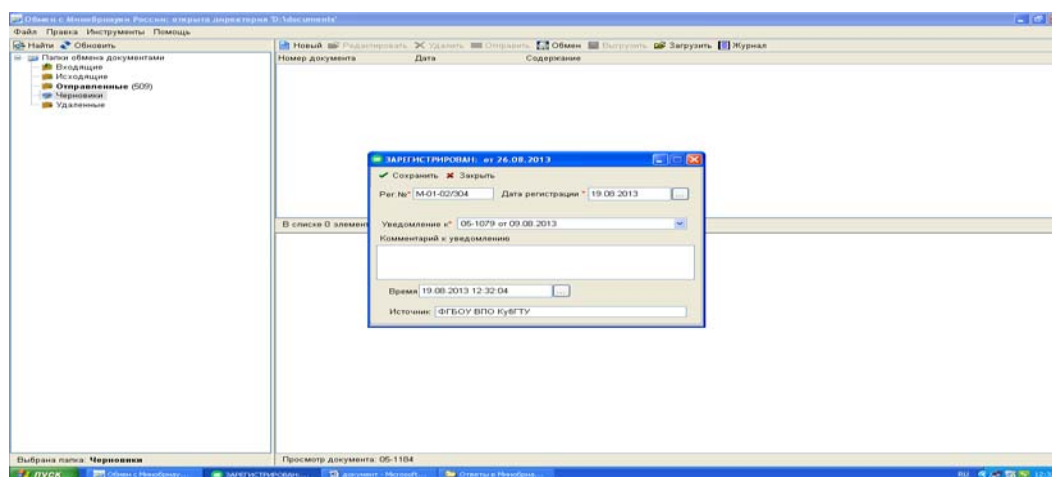 Обмен с Минобрнауки России: открыта директория 'D:\documents'
Файл Правка Инструменты Помощь
Найти Обновить
Новый Редактировать Удалить Отправить Обмен Выгрузить Загрузить Журнал
Папки обмена документами
Входящие
Исходящие
Отправленные (509)
Черновики
Удаленные
Номер документа Дата Содержание
ЗАРЕГИСТРИРОВАН: от 26.08.2013
Сохранить Закрыть
Рег.№* М-01-02/304 Дата регистрации * 19.08.2013 ...
Уведомление к* 05-1079 от 09.08.2013
Комментарий к уведомлению
Время 19.08.2013 12:32:04 ...
Источник ФГБОУ ВПО КубГТУ
В списке 0 элемен
Выбрана папка: Черновики
Просмотр документа: 05-1184
пуск Обмен с Минобрнау... ЗАРЕГИСТРИРОВАН:... документ - Microsoft ... Ответы в Минобрна...
RU